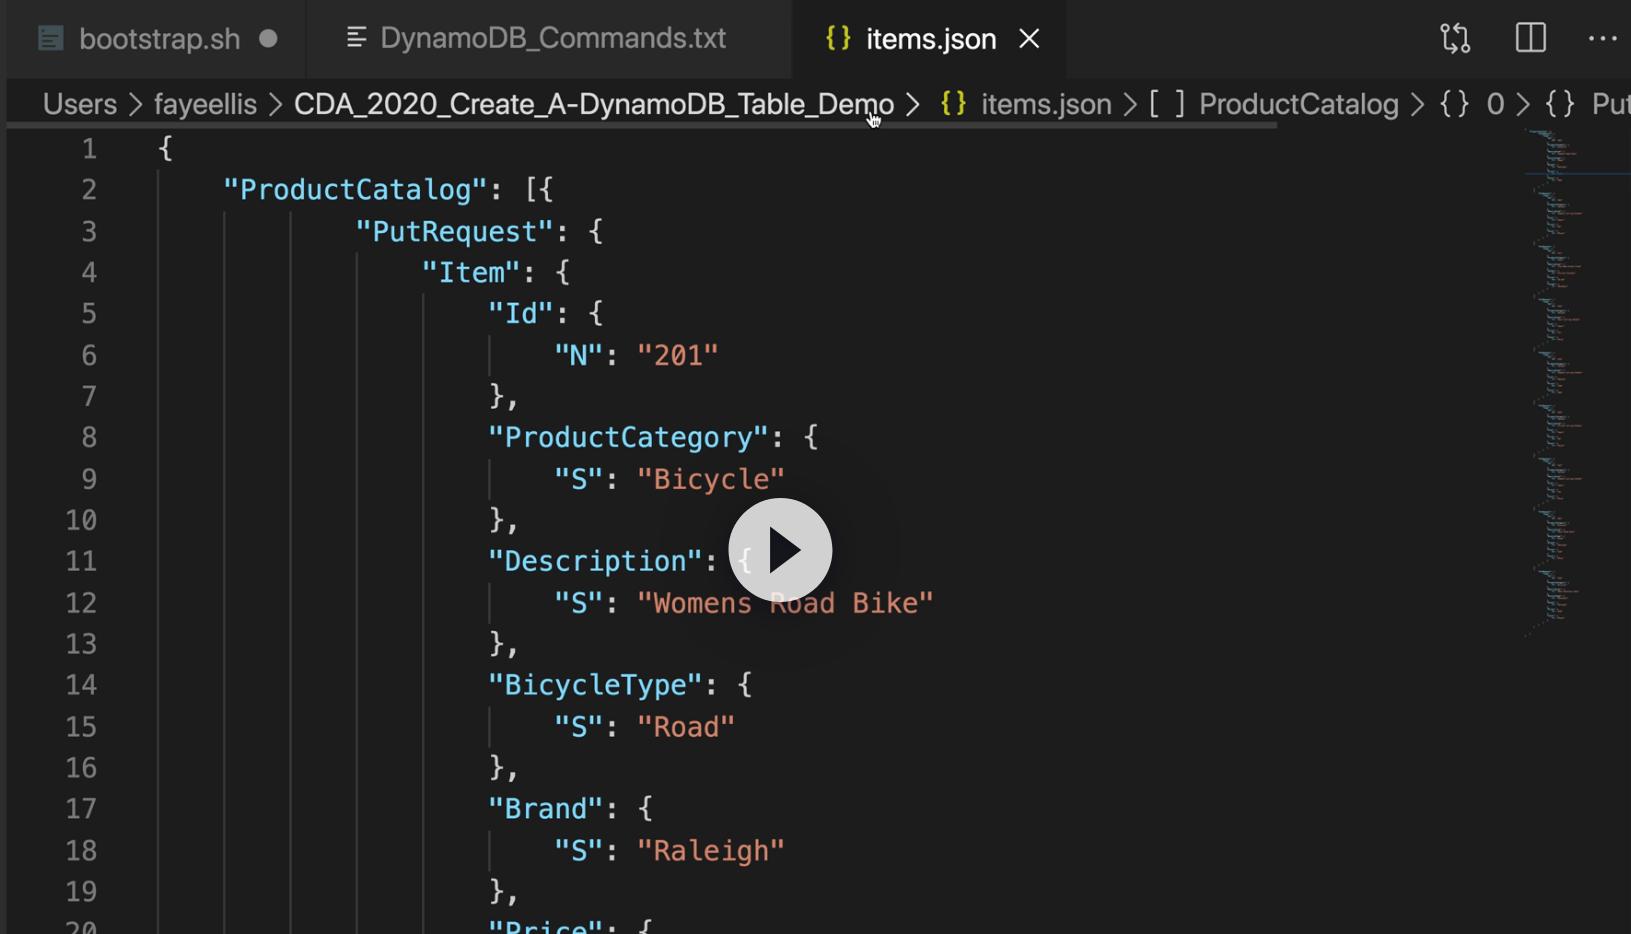 bootstrap.sh
DynamoDB_Commands.txt
{} items.json
Users > fayeellis > CDA_2020_Create_A-DynamoDB_Table_Demo > {} items.json > [ ] ProductCatalog > {} 0 > {} Put
1 {
2 "ProductCatalog": [{
3 "PutRequest": {
4 "Item": {
5 "Id": {
6 "N": "201"
7 },
8 "ProductCategory": {
9 "S": "Bicycle"
10 },
11 "Description": {
12 "S": "Womens Road Bike"
13 },
14 "BicycleType": {
15 "S": "Road"
16 },
17 "Brand": {
18 "S": "Raleigh"
19 },
20 "Price": {